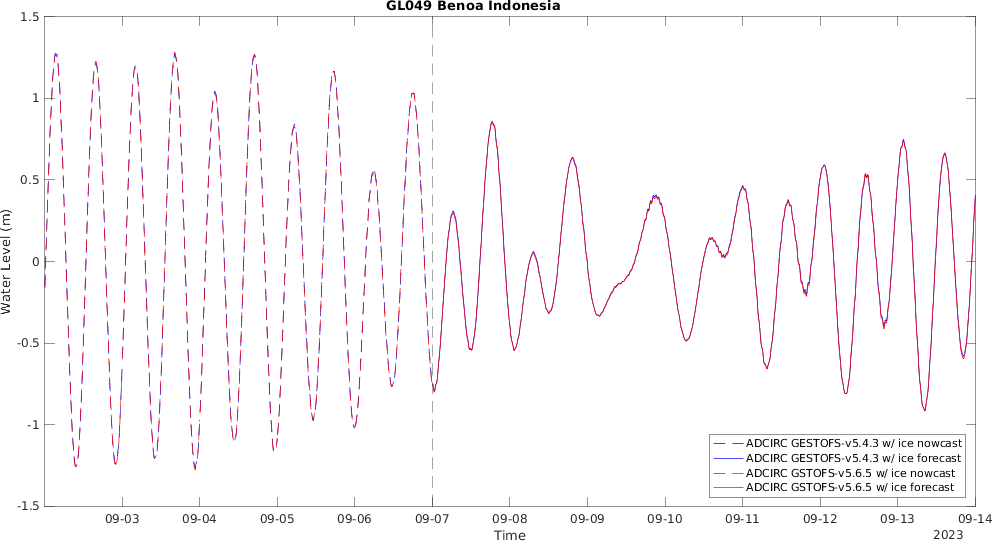 GL049 Benoa Indonesia
1.5
1
0.5
0
-0.5
-1
-1.5
Water Level (m)
ADCIRC GESTOFS-v5.4.3 w/ ice nowcast
ADCIRC GESTOFS-v5.4.3 w/ ice forecast
ADCIRC GSTOFS-v5.6.5 w/ ice nowcast
ADCIRC GSTOFS-v5.6.5 w/ ice forecast
09-03 09-04 09-05 09-06 09-07 09-08 09-09 09-10 09-11 09-12 09-13 09-14
Time
2023